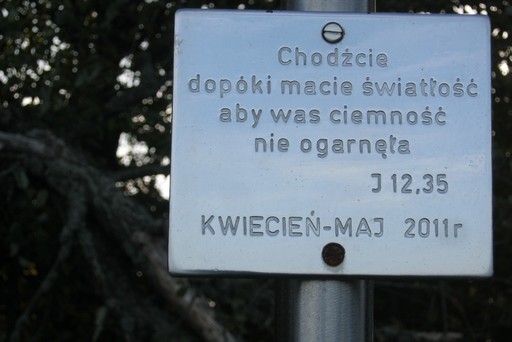 Chodźcie
dopóki macie światłość
aby was ciemność
nie ogarnęła
J 12,35
KWIECIEŃ-MAJ 2011r